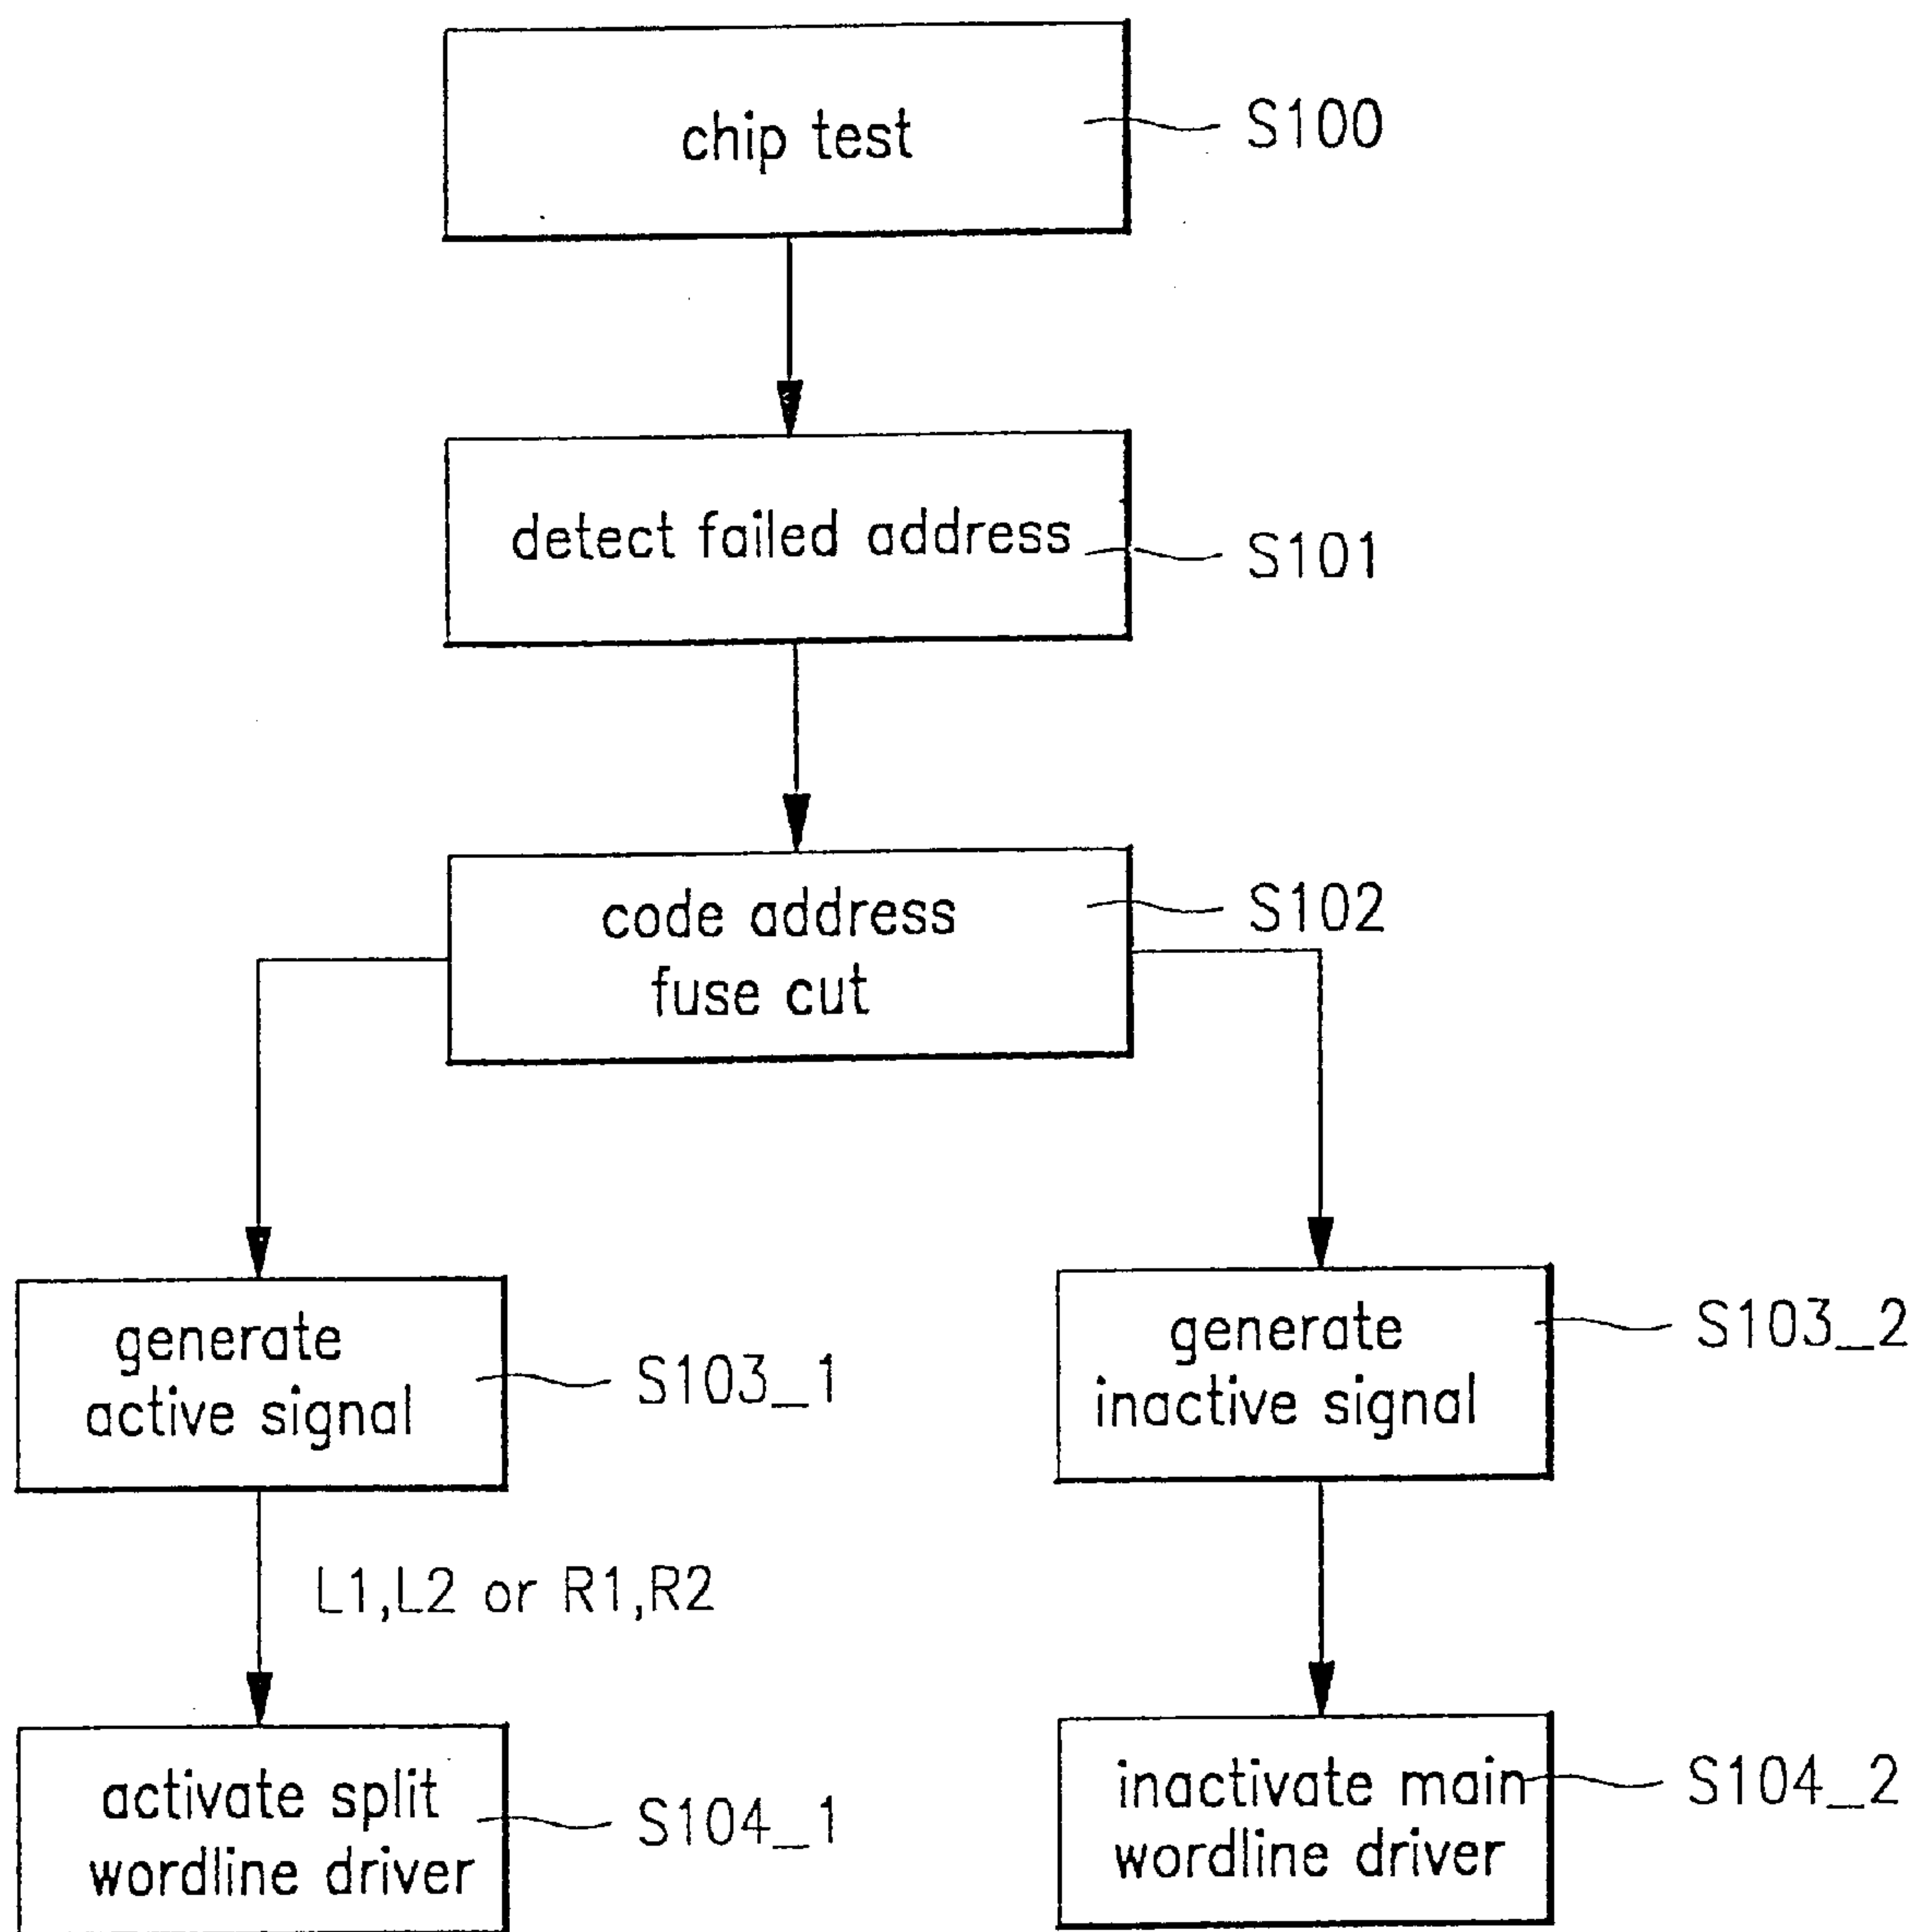 chip test
S100
detect failed address
S101
code address
fuse cut
S102
generate
active signal
S103_1
generate
inactive signal
S103_2
L1,L2 or R1,R2
activate split
wordline driver
S104_1
inactivate main
wordline driver
S104_2